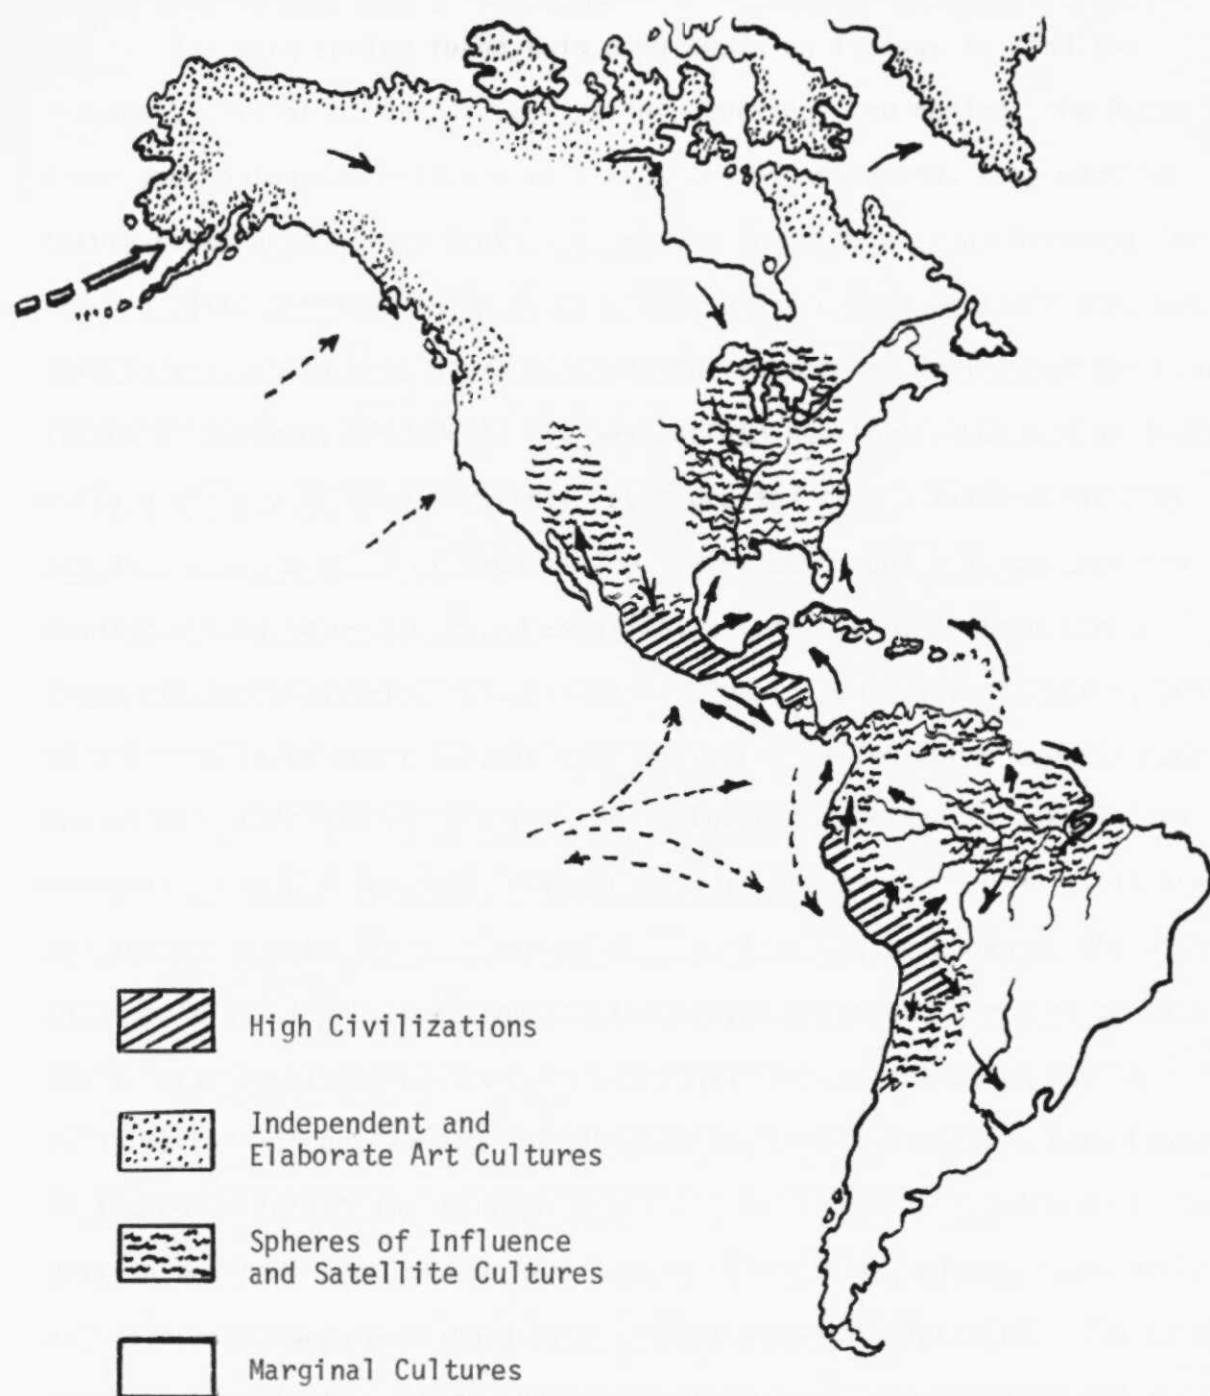 High Civilizations
Independent and
Elaborate Art Cultures
Spheres of Influence
and Satellite Cultures
Marginal Cultures